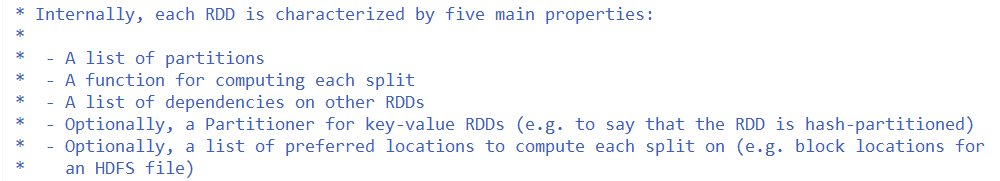 * Internally, each RDD is characterized by five main properties:
*
*  - A list of partitions
*  - A function for computing each split
*  - A list of dependencies on other RDDs
*  - Optionally, a Partitioner for key-value RDDs (e.g. to say that the RDD is hash-partitioned)
*  - Optionally, a list of preferred locations to compute each split on (e.g. block locations for
*    an HDFS file)